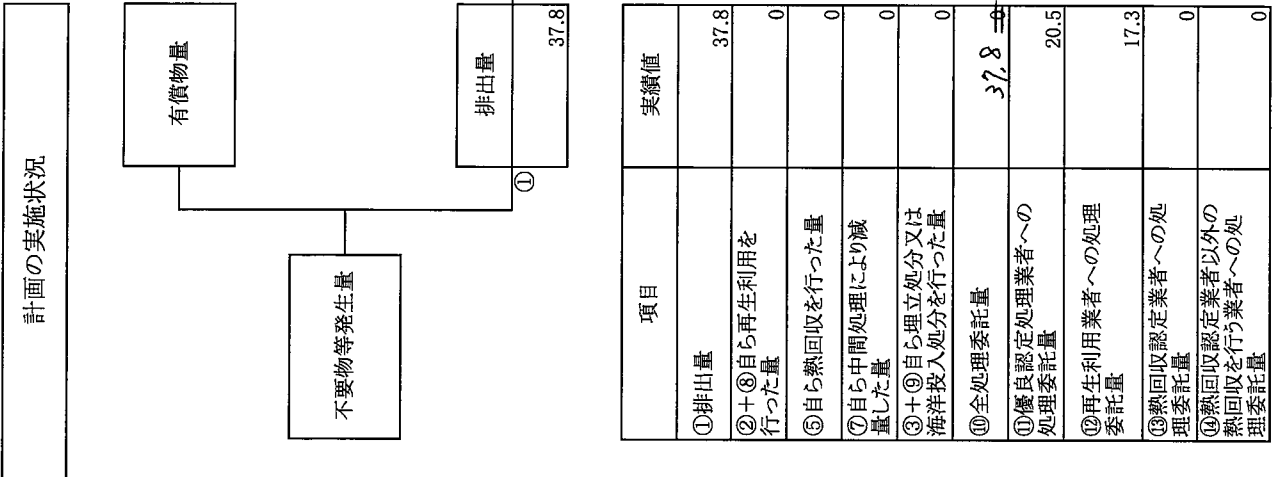 計画の実施状況
有償物量
不要物等発生量
排出量
①
37.8
項目
実績値
①排出量
37.8
②+⑧自ら再生利用を
行った量
0
⑤自ら熱回収を行った量
0
⑦自ら中間処理により減
量した量
0
③+⑨自ら埋立処分又は
海洋投入処分を行った量
0
⑩全処理委託量
37.8 0
⑪優良認定処理業者への
処理委託量
20.5
⑫再生利用業者への処理
委託量
17.3
⑬熱回収認定業者への処
理委託量
0
⑭熱回収認定業者以外の
熱回収を行う業者への処
理委託量
0